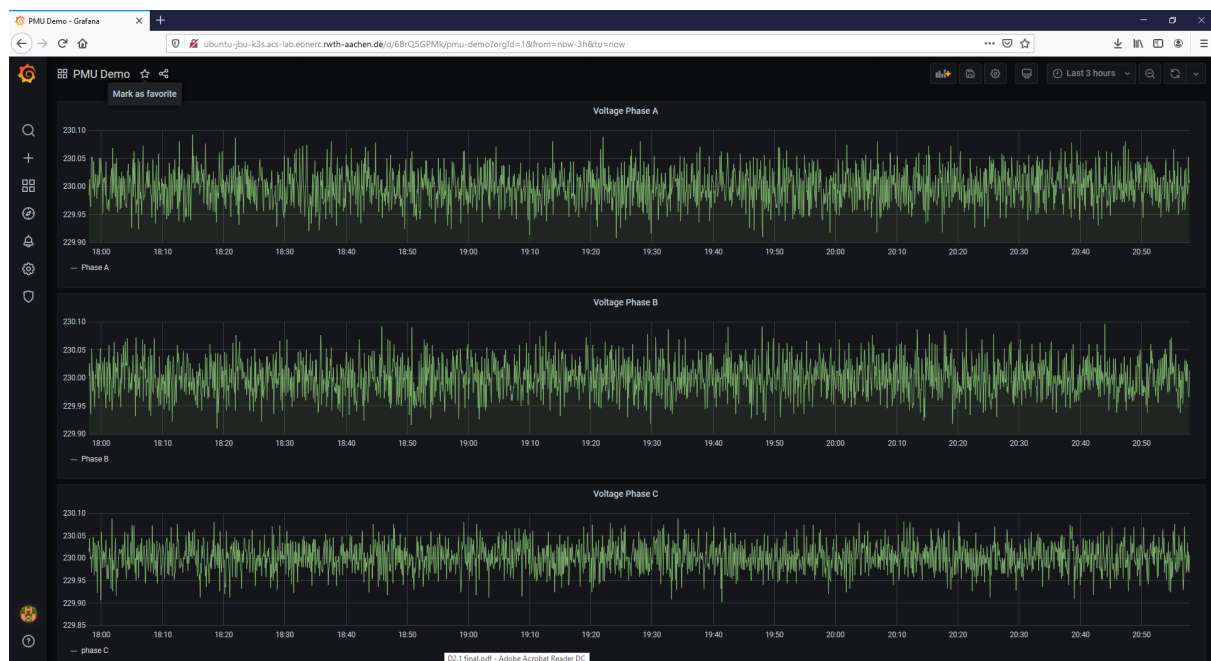 PMU Demo - Grafana
ubuntu-jbu-k3s.acs-lab.eonerc.rwth-aachen.de/d/6BrQ5GPMk/pmu-demo?orgId=1&from=now-3h&to=now
PMU Demo
Last 3 hours
Mark as favorite
Voltage Phase A
230.10
230.05
230.00
229.95
229.90
18:00 18:10 18:20 18:30 18:40 18:50 19:00 19:10 19:20 19:30 19:40 19:50 20:00 20:10 20:20 20:30 20:40 20:50
Phase A
Voltage Phase B
230.10
230.05
230.00
229.95
229.90
18:00 18:10 18:20 18:30 18:40 18:50 19:00 19:10 19:20 19:30 19:40 19:50 20:00 20:10 20:20 20:30 20:40 20:50
Phase B
Voltage Phase C
230.10
230.05
230.00
229.95
229.90
229.85
18:00 18:10 18:20 18:30 18:40 18:50 19:00 19:10 19:20 19:30 19:40 19:50 20:00 20:10 20:20 20:30 20:40 20:50
phase C
D2.1 final.pdf - Adobe Acrobat Reader DC